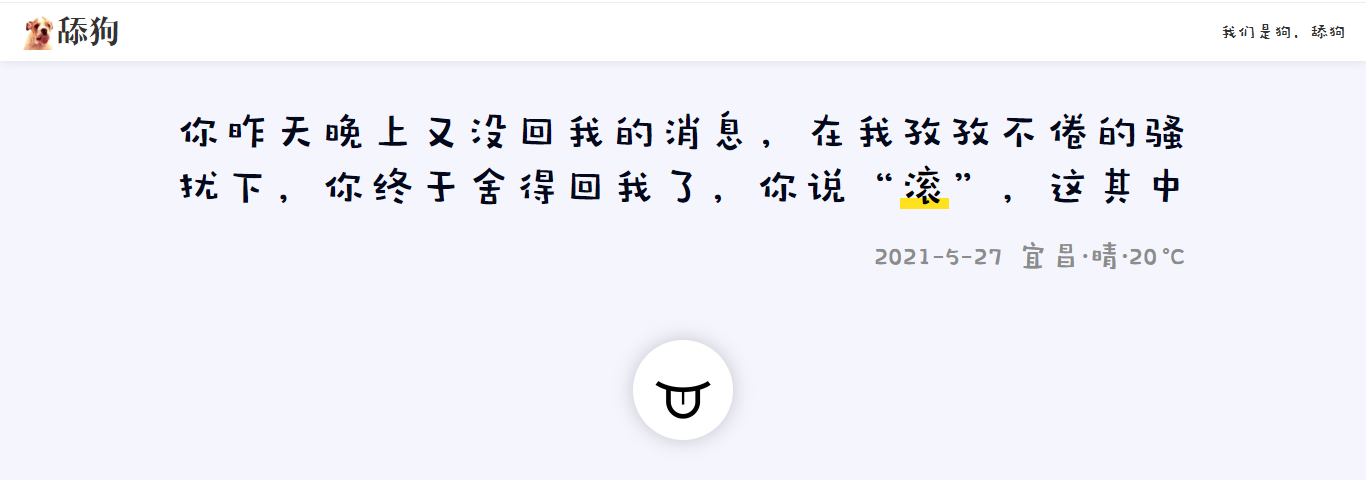 舔狗
我们是狗，舔狗
你昨天晚上又没回我的消息，在我孜孜不倦的骚
扰下，你终于舍得回我了，你说“滚”，这其中
2021-5-27 宜昌·晴·20℃